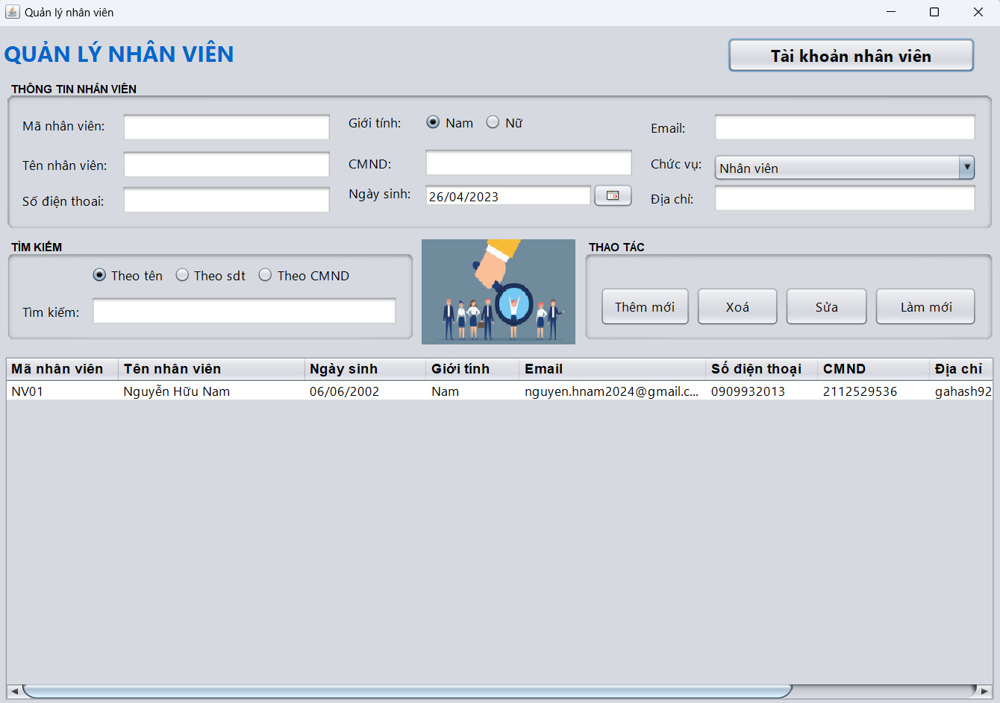 Quản lý nhân viên
QUẢN LÝ NHÂN VIÊN
Tài khoản nhân viên
THÔNG TIN NHÂN VIÊN
Mã nhân viên:
Giới tính: Nam Nữ
Email:
Tên nhân viên:
CMND:
Chức vụ: Nhân viên
Số điện thoai:
Ngày sinh: 26/04/2023
Địa chỉ:
TÌM KIẾM
THAO TÁC
Theo tên Theo sdt Theo CMND
Tìm kiếm:
Thêm mới Xoá Sửa Làm mới
Mã nhân viên Tên nhân viên Ngày sinh Giới tính Email Số điện thoại CMND Địa chỉ
NV01 Nguyễn Hữu Nam 06/06/2002 Nam nguyen.hnam2024@gmail.c... 0909932013 2112529536 gahash92